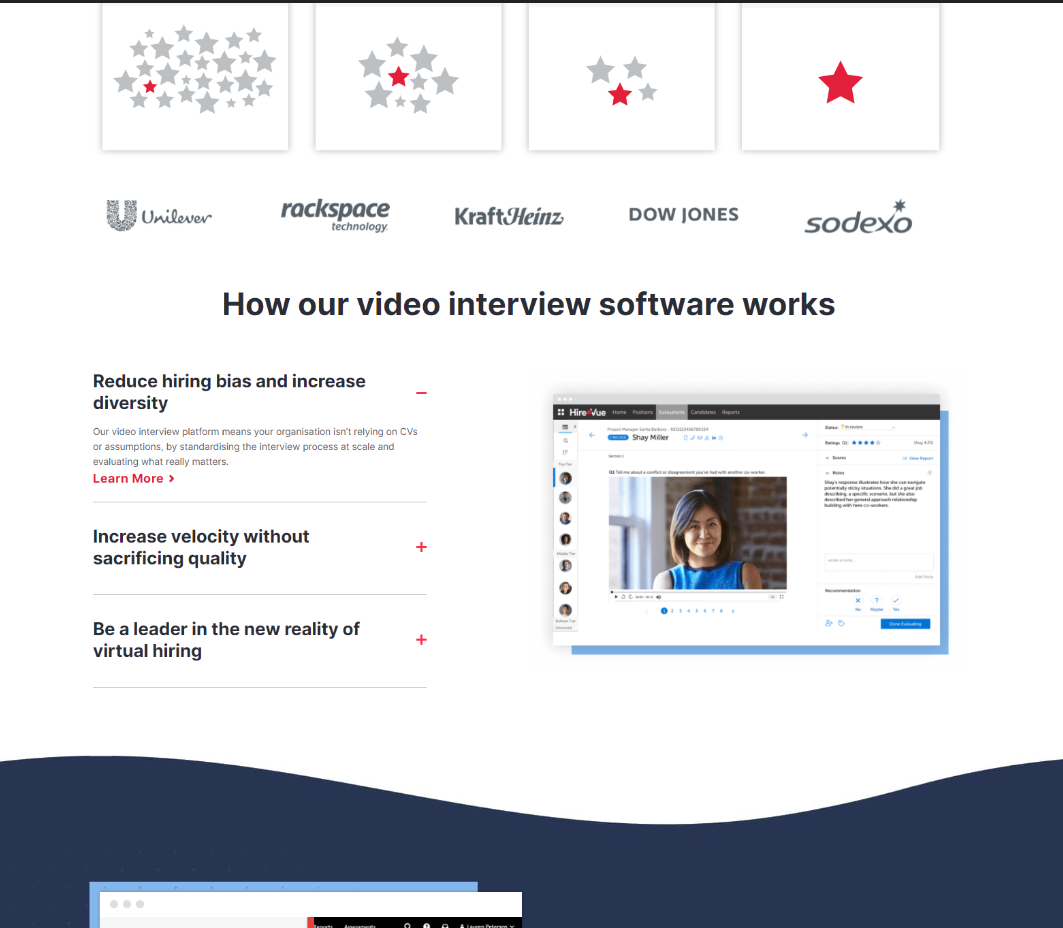 Unilever
rackspace
technology
KraftHeinz
DOW JONES
sodexo
How our video interview software works
Reduce hiring bias and increase
diversity
Our video interview platform means your organisation isn't relying on CVs
or assumptions, by standardising the interview process at scale and
evaluating what really matters.
Learn More
Increase velocity without
sacrificing quality
Be a leader in the new reality of
virtual hiring
HireVue Home Positions Evaluations Candidates Reports
Shay Miller
Section 1
Q1 Tell me about a conflict or disagreement you've had with another co-worker.
1 2 3 4 5 6 7 8
Status: In review
Ratings (1):
Scores View Report
Notes
Shay's response illustrates how she can navigate
potentially sticky situations. She did a great job
describing, a specific scenario, but she also
described her general approach relationship
building with here co-workers.
Add Note
Recommendation
No Maybe Yes
Done Evaluating
Reports Assessments Lauren Petersen